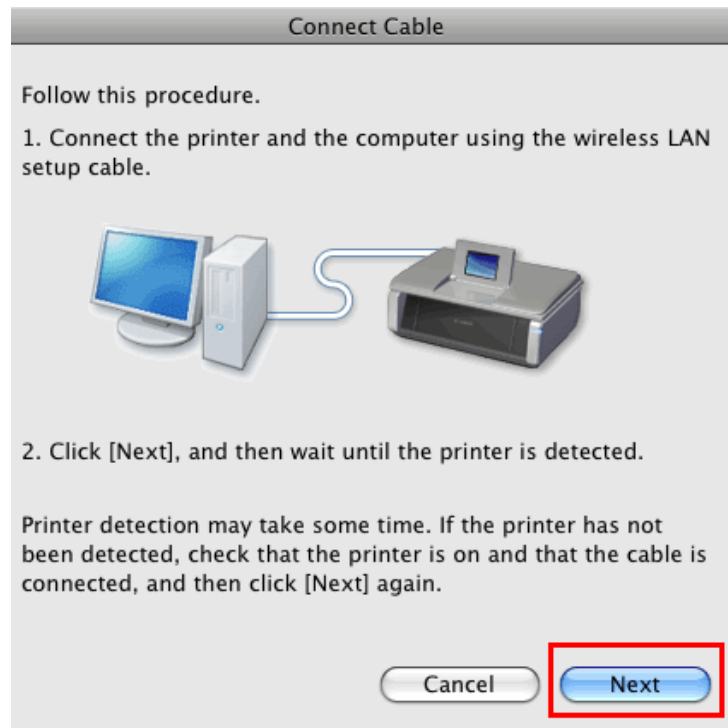 Connect Cable
Follow this procedure.
1. Connect the printer and the computer using the wireless LAN
setup cable.
2. Click [Next], and then wait until the printer is detected.
Printer detection may take some time. If the printer has not
been detected, check that the printer is on and that the cable is
connected, and then click [Next] again.
Cancel
Next